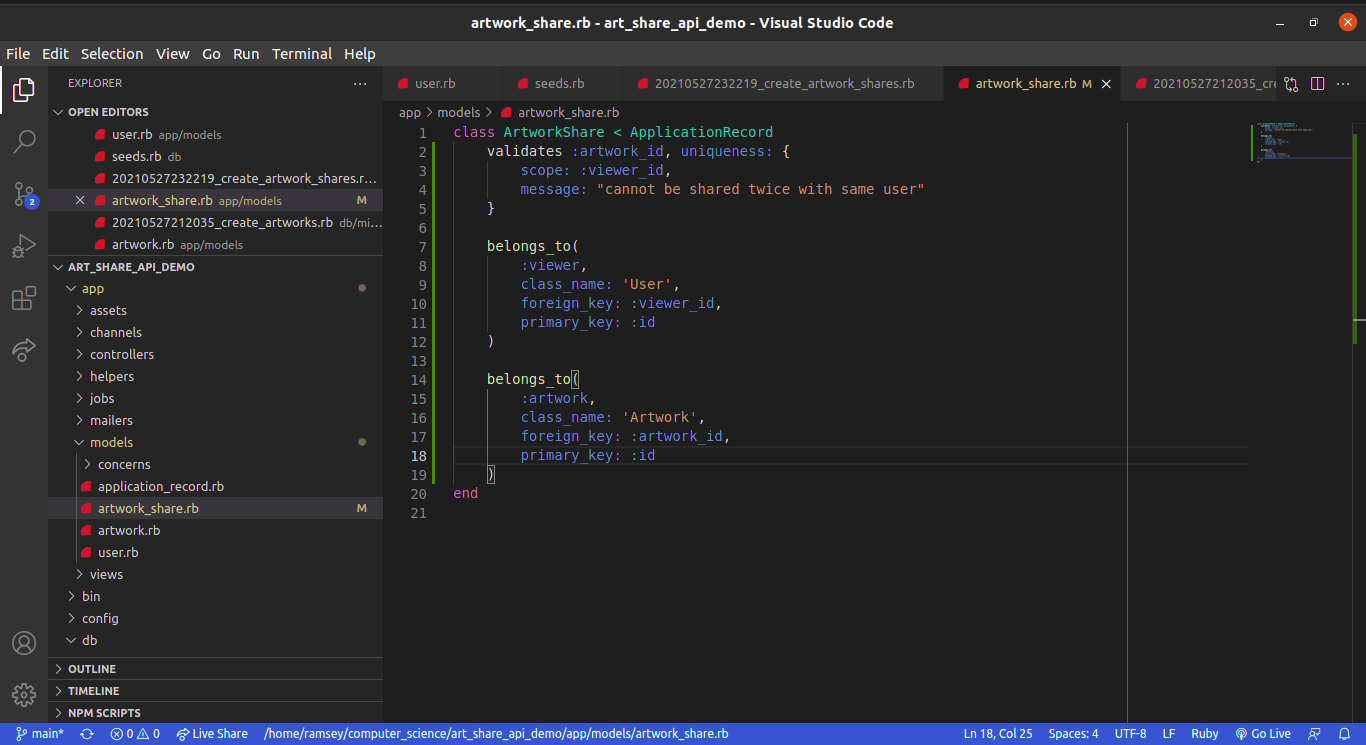 artwork_share.rb - art_share_api_demo - Visual Studio Code
File Edit Selection View Go Run Terminal Help
EXPLORER
OPEN EDITORS
user.rb app/models
seeds.rb db
20210527232219_create_artwork_shares.r...
artwork_share.rb app/models M
20210527212035_create_artworks.rb db/mi...
artwork.rb app/models
ART_SHARE_API_DEMO
app
assets
channels
controllers
helpers
jobs
mailers
models
concerns
application_record.rb
artwork_share.rb M
artwork.rb
user.rb
views
bin
config
db
OUTLINE
TIMELINE
NPM SCRIPTS
2
user.rb seeds.rb 20210527232219_create_artwork_shares.rb artwork_share.rb M 20210527212035_cre
app > models > artwork_share.rb
1 class ArtworkShare < ApplicationRecord
2 validates :artwork_id, uniqueness: {
3 scope: :viewer_id,
4 message: "cannot be shared twice with same user"
5 }
6
7 belongs_to(
8 :viewer,
9 class_name: 'User',
10 foreign_key: :viewer_id,
11 primary_key: :id
12 )
13
14 belongs_to(
15 :artwork,
16 class_name: 'Artwork',
17 foreign_key: :artwork_id,
18 primary_key: :id
19 )
20 end
21
main* 0 0 Live Share /home/ramsey/computer_science/art_share_api_demo/app/models/artwork_share.rb Ln 18, Col 25 Spaces: 4 UTF-8 LF Ruby Go Live